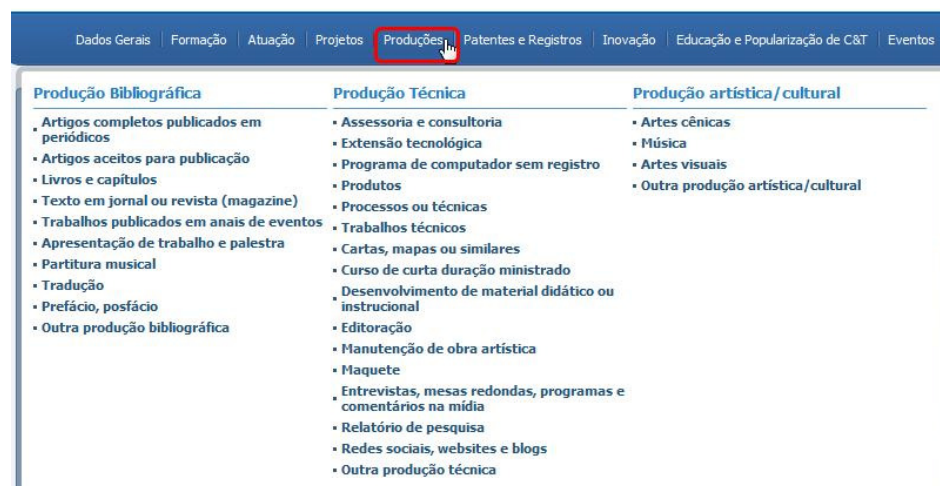 Dados Gerais Formação Atuação Projetos Produções Patentes e Registros Inovação Educação e Popularização de C&T Eventos
Produção Bibliográfica
Artigos completos publicados em
periódicos
Artigos aceitos para publicação
Livros e capítulos
Texto em jornal ou revista (magazine)
Trabalhos publicados em anais de eventos
Apresentação de trabalho e palestra
Partitura musical
Tradução
Prefácio, posfácio
Outra produção bibliográfica
Produção Técnica
Assessoria e consultoria
Extensão tecnológica
Programa de computador sem registro
Produtos
Processos ou técnicas
Trabalhos técnicos
Cartas, mapas ou similares
Curso de curta duração ministrado
Desenvolvimento de material didático ou
instrucional
Editoração
Manutenção de obra artística
Maquete
Entrevistas, mesas redondas, programas e
comentários na mídia
Relatório de pesquisa
Redes sociais, websites e blogs
Outra produção técnica
Produção artística/cultural
Artes cênicas
Música
Artes visuais
Outra produção artística/cultural